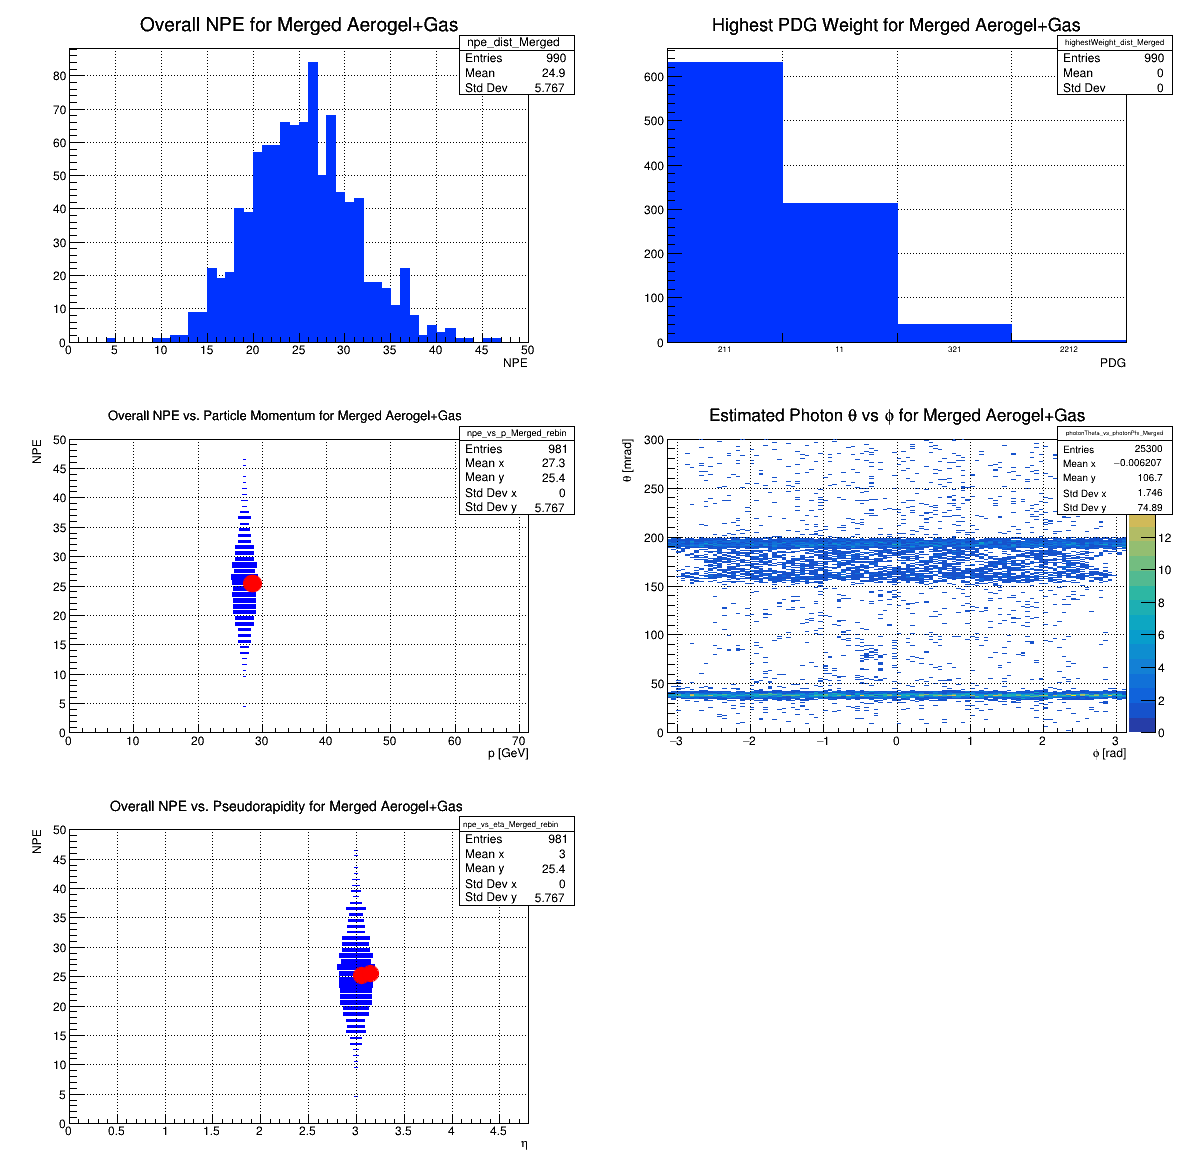 Overall NPE for Merged Aerogel+Gas
npe_dist_Merged
Entries 990
Mean 24.9
Std Dev 5.767
80
70
60
50
40
30
20
10
0
0 5 10 15 20 25 30 35 40 45 50
NPE
Highest PDG Weight for Merged Aerogel+Gas
highestWeight_dist_Merged
Entries 990
Mean 0
Std Dev 0
600
500
400
300
200
100
0
211 11 321 2212
PDG
Overall NPE vs. Particle Momentum for Merged Aerogel+Gas
npe_vs_p_Merged_rebin
Entries 981
Mean x 27.3
Mean y 25.4
Std Dev x 0
Std Dev y 5.767
NPE
50
45
40
35
30
25
20
15
10
5
0
0 10 20 30 40 50 60 70
p [GeV]
Estimated Photon θ vs ϕ for Merged Aerogel+Gas
photonTheta_vs_photonPhi_Merged
Entries 25300
Mean x −0.006207
Mean y 106.7
Std Dev x 1.746
Std Dev y 74.89
θ [mrad]
300
250
200
150
100
50
0
−3 −2 −1 0 1 2 3
ϕ [rad]
12
10
8
6
4
2
0
Overall NPE vs. Pseudorapidity for Merged Aerogel+Gas
npe_vs_eta_Merged_rebin
Entries 981
Mean x 3
Mean y 25.4
Std Dev x 0
Std Dev y 5.767
NPE
50
45
40
35
30
25
20
15
10
5
0
0 0.5 1 1.5 2 2.5 3 3.5 4 4.5
η